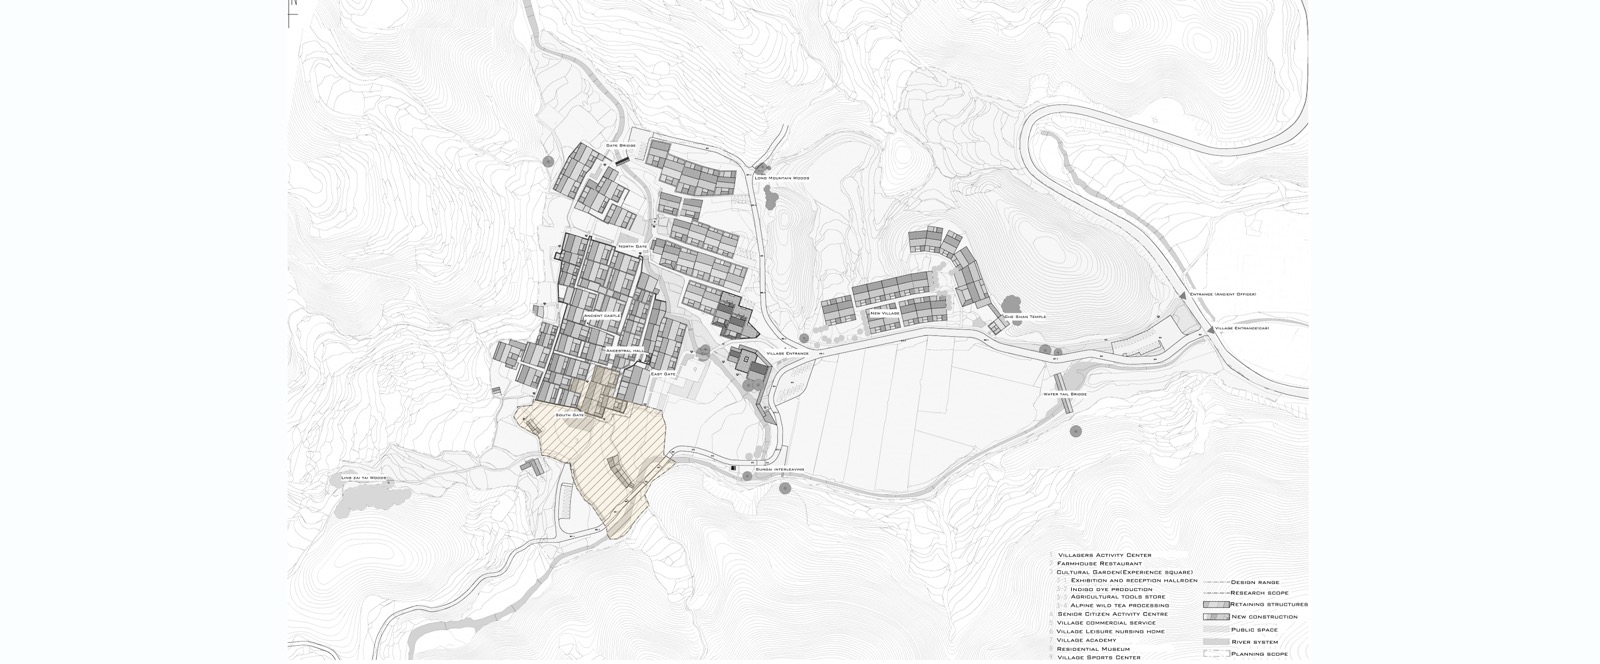 N
GATE BRIDGE
LONG MOUNTAIN WOODS
NORTH GATE
ENTRANCE (ANCIENT OFFICER)
ANCIENT CASTLE
NEW VILLAGE
SHE SHAN TEMPLE
VILLAGE ENTRANCE(CAR)
ANCESTRAL HALL
VILLAGE ENTRANCE
EAST GATE
WATER TAIL BRIDGE
SOUTH GATE
BUNGAI INTERLEAVING
LING XAI TAI WOODS
VILLAGERS ACTIVITY CENTER
FARMHOUSE RESTAURANT
CULTURAL GARDEN(EXPERIENCE SQUARE)
EXHIBITION AND RECEPTION HALLRDEN
INDIGO DYE PRODUCTION
AGRICULTURAL TOOLS STORE
ALPINE WILD TEA PROCESSING
SENIOR CITIZEN ACTIVITY CENTRE
VILLAGE COMMERCIAL SERVICE
VILLAGE LEISURE NURSING HOME
VILLAGE ACADEMY
RESIDENTIAL MUSEUM
VILLAGE SPORTS CENTER
DESIGN RANGE
RESEARCH SCOPE
RETAINING STRUCTURES
NEW CONSTRUCTION
PUBLIC SPACE
RIVER SYSTEM
PLANNING SCOPE